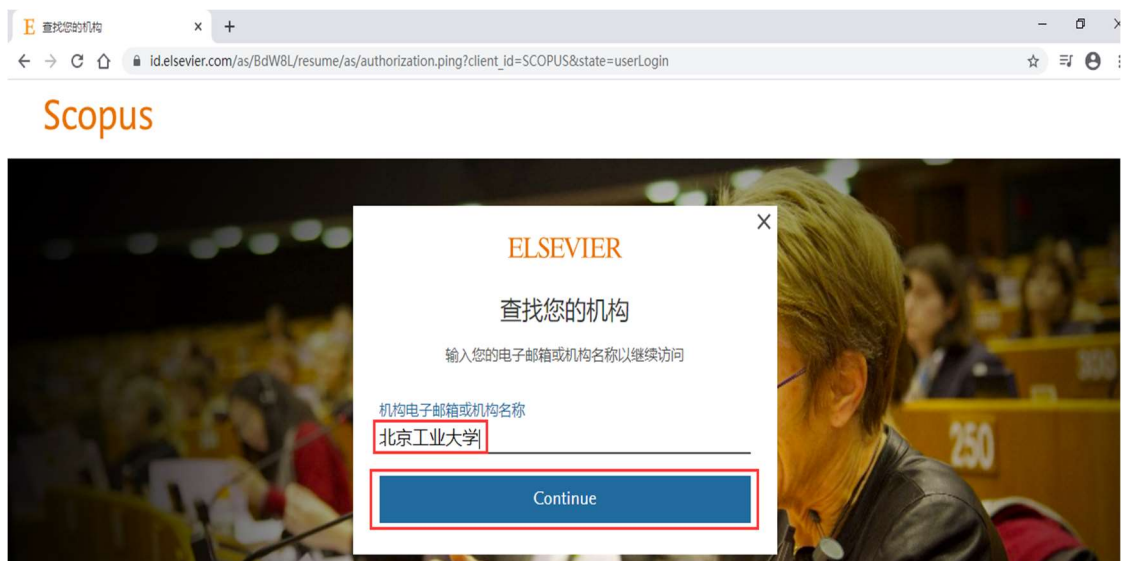 查找您的机构
id.elsevier.com/as/BdW8L/resume/as/authorization.ping?client_id=SCOPUS&state=userLogin
Scopus
ELSEVIER
查找您的机构
输入您的电子邮箱或机构名称以继续访问
机构电子邮箱或机构名称
北京工业大学
Continue
250
300